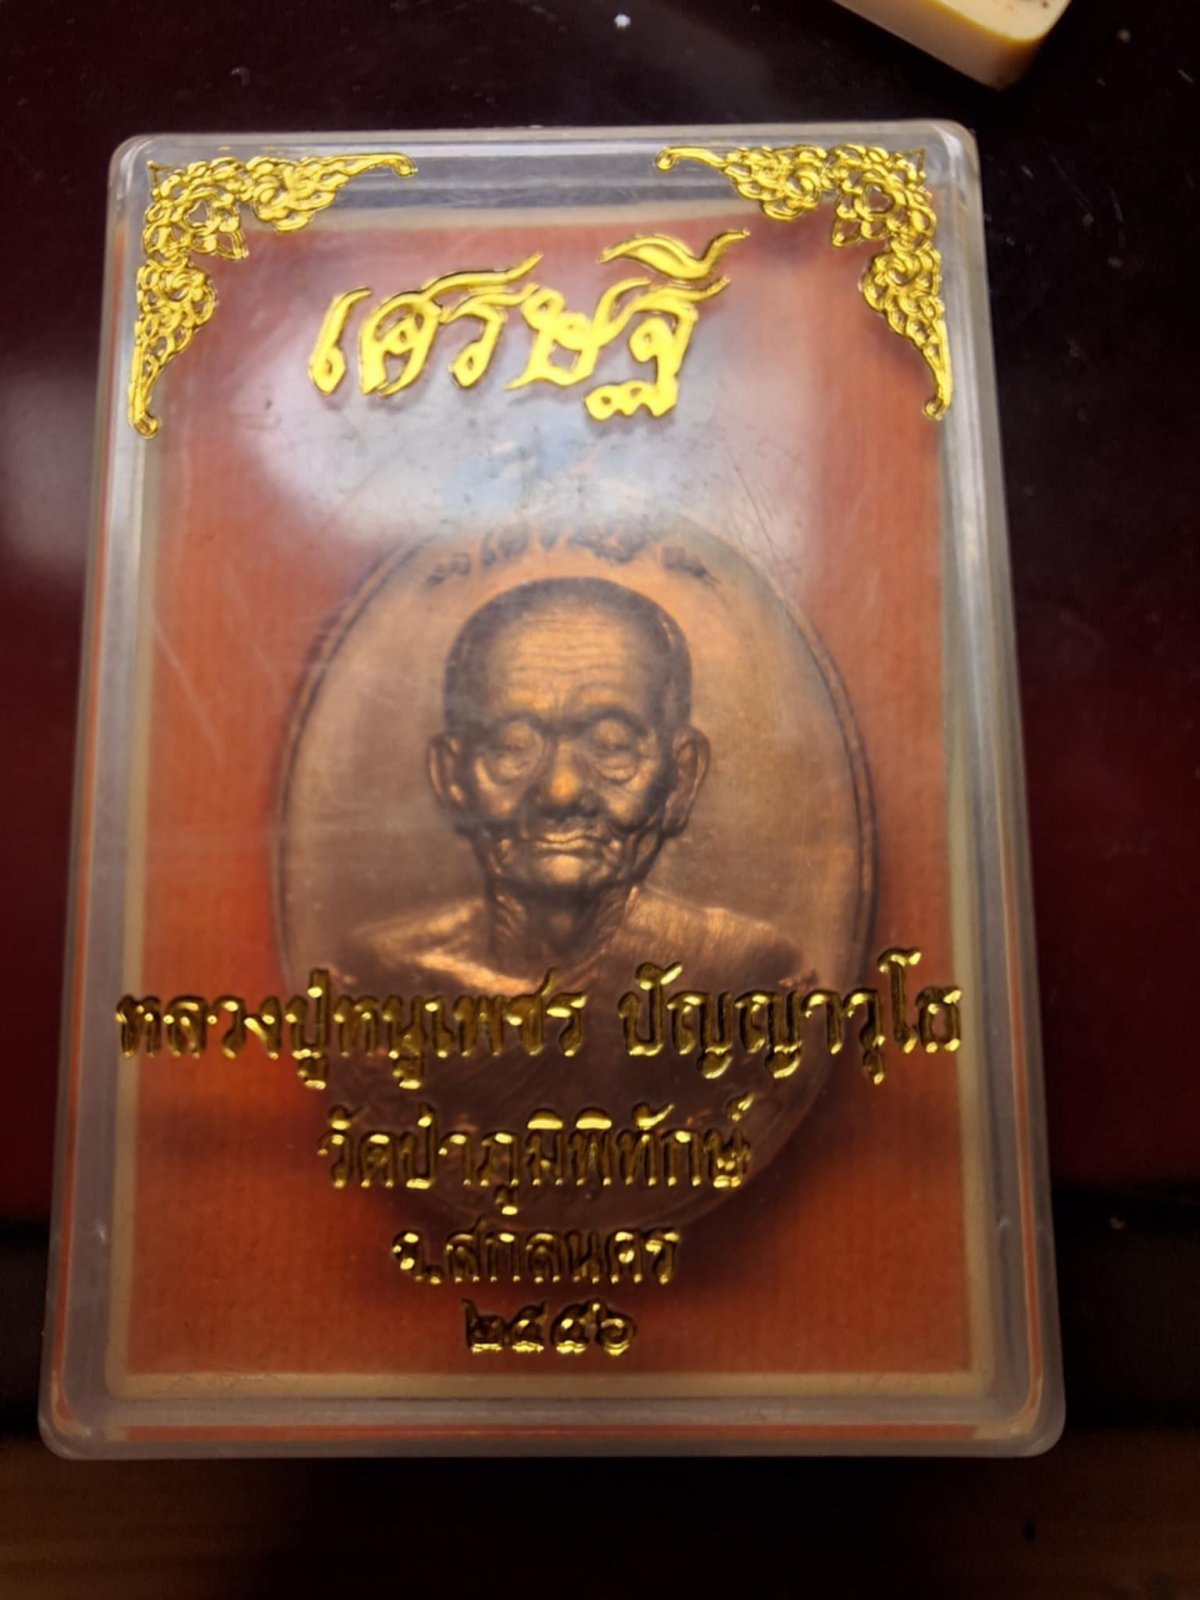 เศรษฐี
หลวงปู่หนูเพชร ปัญญาวุโธ
วัดป่าภูมิพิทักษ์
จ.สกลนคร
๒๕๕๖